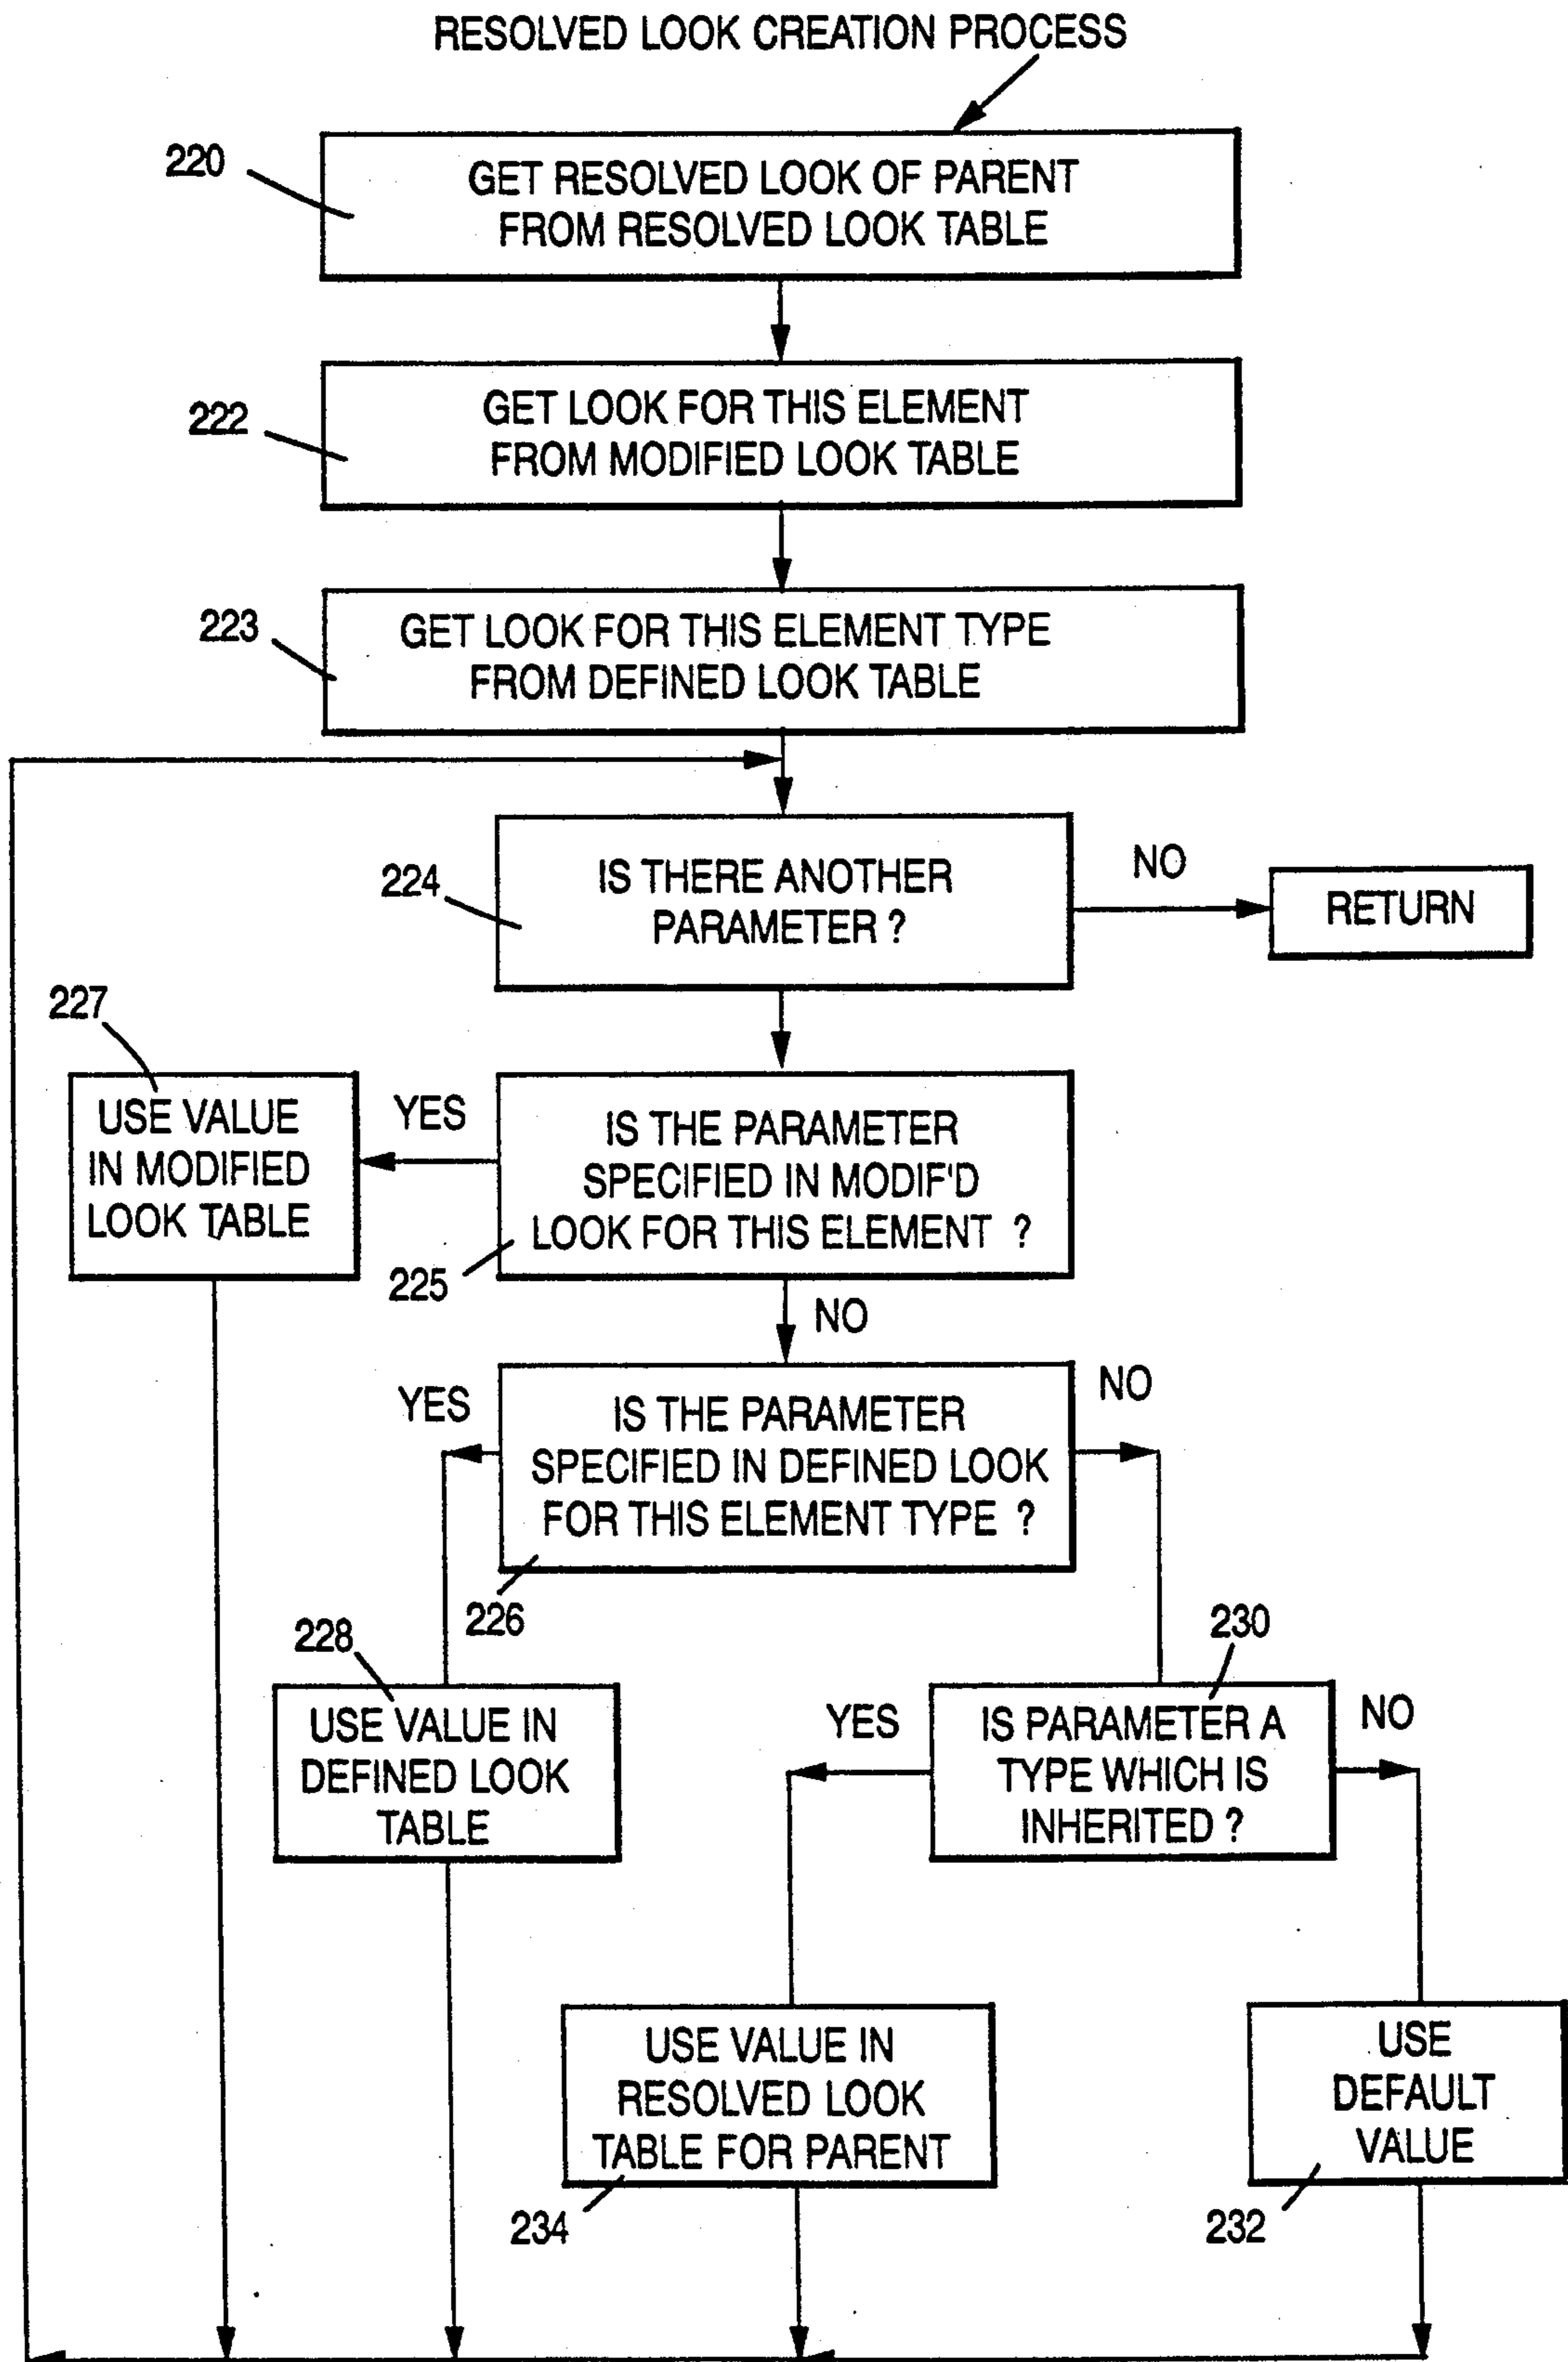 RESOLVED LOOK CREATION PROCESS
220
GET RESOLVED LOOK OF PARENT
FROM RESOLVED LOOK TABLE
222
GET LOOK FOR THIS ELEMENT
FROM MODIFIED LOOK TABLE
223
GET LOOK FOR THIS ELEMENT TYPE
FROM DEFINED LOOK TABLE
224
IS THERE ANOTHER
PARAMETER ?
NO
RETURN
227
USE VALUE
IN MODIFIED
LOOK TABLE
YES
IS THE PARAMETER
SPECIFIED IN MODIF'D
LOOK FOR THIS ELEMENT ?
225
NO
YES
IS THE PARAMETER
SPECIFIED IN DEFINED LOOK
FOR THIS ELEMENT TYPE ?
NO
226
228
USE VALUE IN
DEFINED LOOK
TABLE
230
YES
IS PARAMETER A
TYPE WHICH IS
INHERITED ?
NO
USE VALUE IN
RESOLVED LOOK
TABLE FOR PARENT
234
USE
DEFAULT
VALUE
232